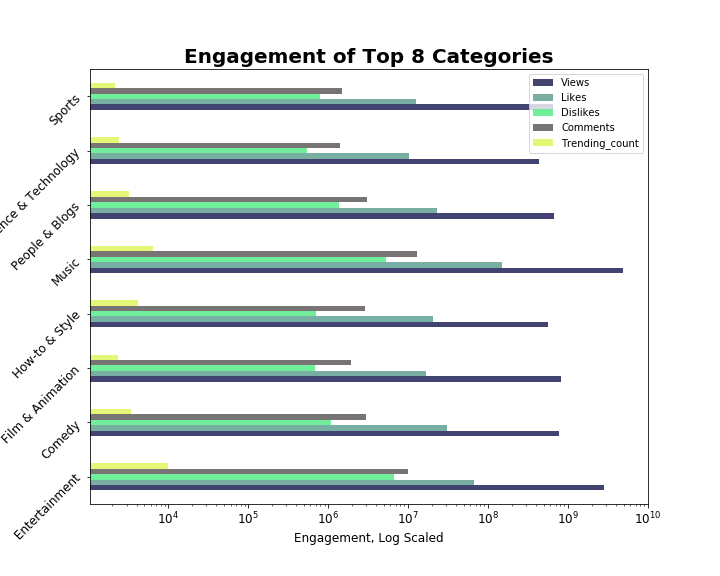 Engagement of Top 8 Categories
Views
Likes
Dislikes
Comments
Trending_count
Sports
& Technology
People & Blogs
Music
How-to & Style
Film & Animation
Comedy
Entertainment
10^4
10^5
10^6
10^7
10^8
10^9
10^10
Engagement, Log Scaled